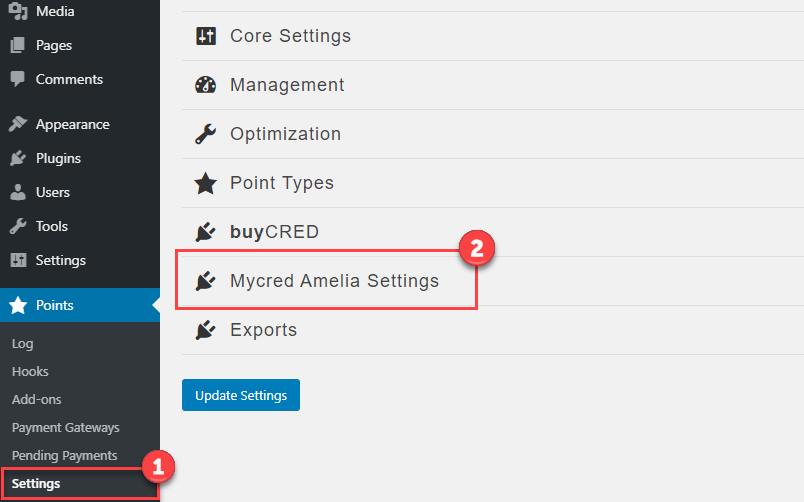 Media
Pages
Comments
Appearance
Plugins
Users
Tools
Settings
Points
Log
Hooks
Add-ons
Payment Gateways
Pending Payments
1
Settings
Core Settings
Management
Optimization
Point Types
buyCRED
2
Mycred Amelia Settings
Exports
Update Settings